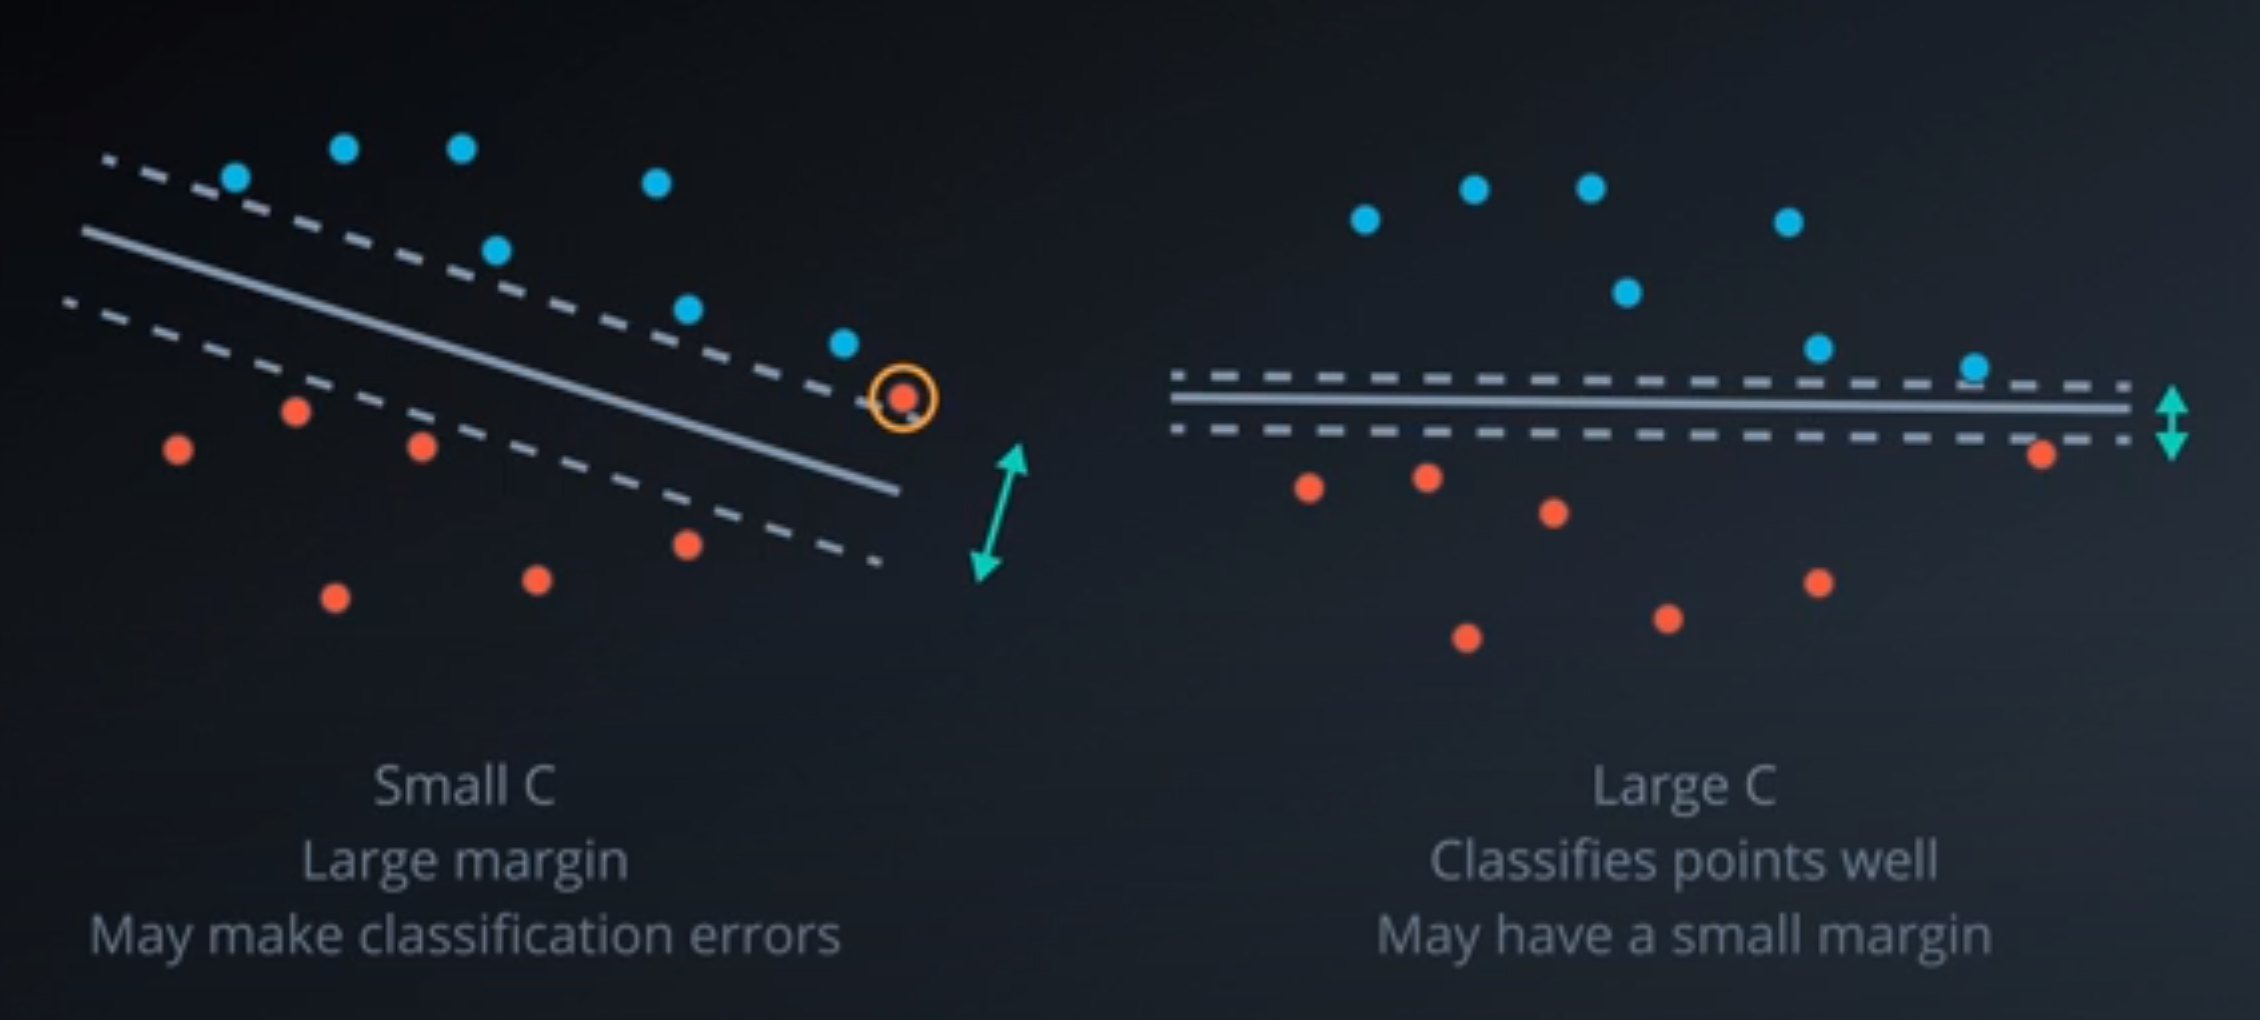 Small C
Large margin
May make classification errors
Large C
Classifies points well
May have a small margin